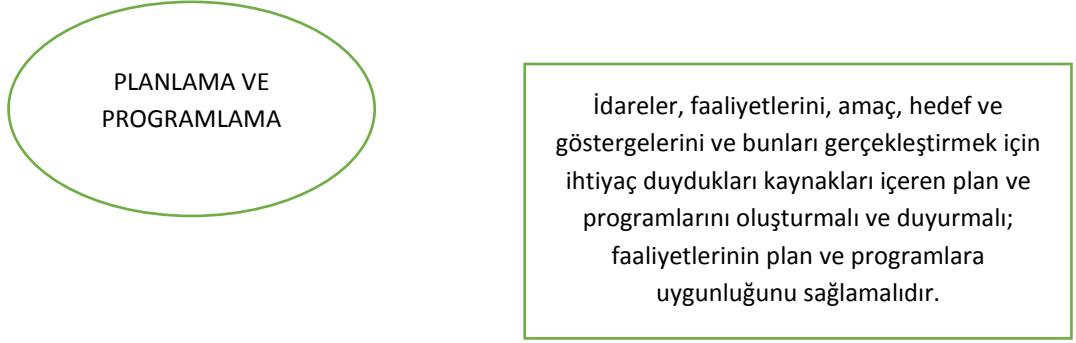 PLANLAMA VE
PROGRAMLAMA
İdareler, faaliyetlerini, amaç, hedef ve
göstergelerini ve bunları gerçekleştirmek için
ihtiyaç duydukları kaynakları içeren plan ve
programlarını oluşturmalı ve duyurmalı;
faaliyetlerinin plan ve programlara
uygunluğunu sağlamalıdır.